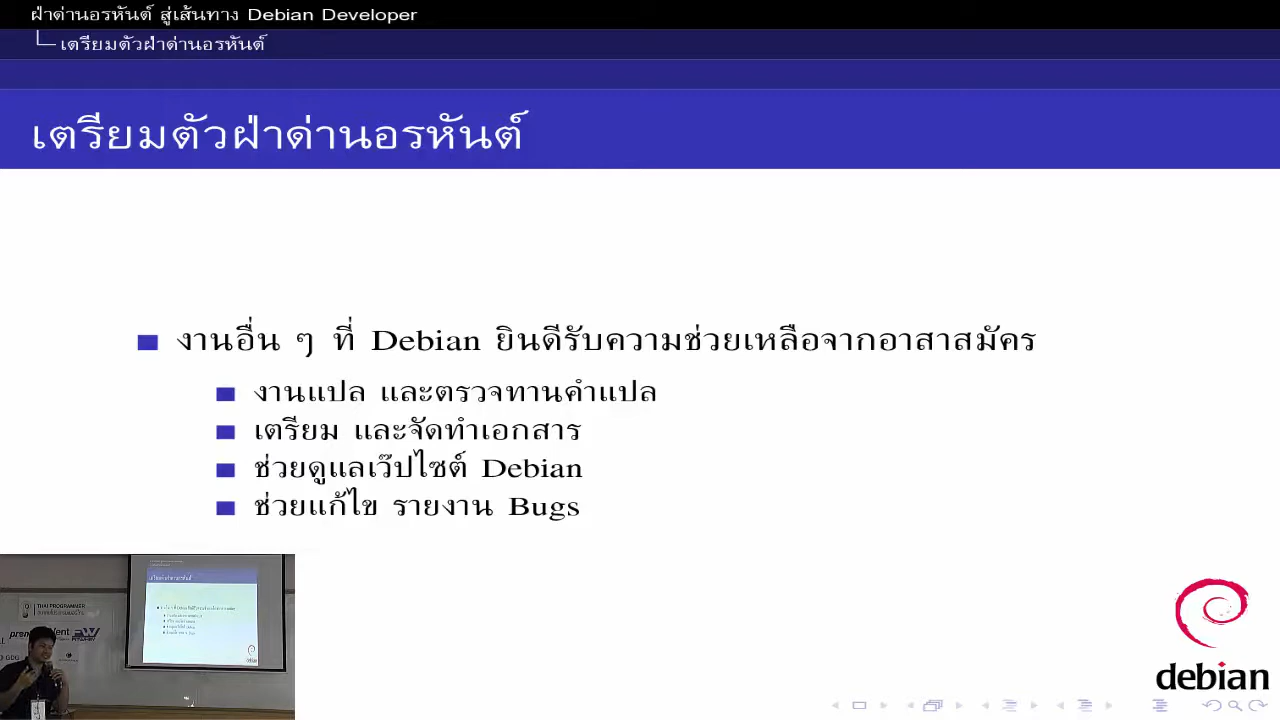 ฝ่าด่านอรหันต์ สู่เส้นทาง Debian Developer
เตรียมตัวฝ่าด่านอรหันต์
เตรียมตัวฝ่าด่านอรหันต์
งานอื่น ๆ ที่ Debian ยินดีรับความช่วยเหลือจากอาสาสมัคร
งานแปล และตรวจทานคำแปล
เตรียม และจัดทำเอกสาร
ช่วยดูแลเว๊ปไซต์ Debian
ช่วยแก้ไข รายงาน Bugs
THAI PROGRAMMER
debian